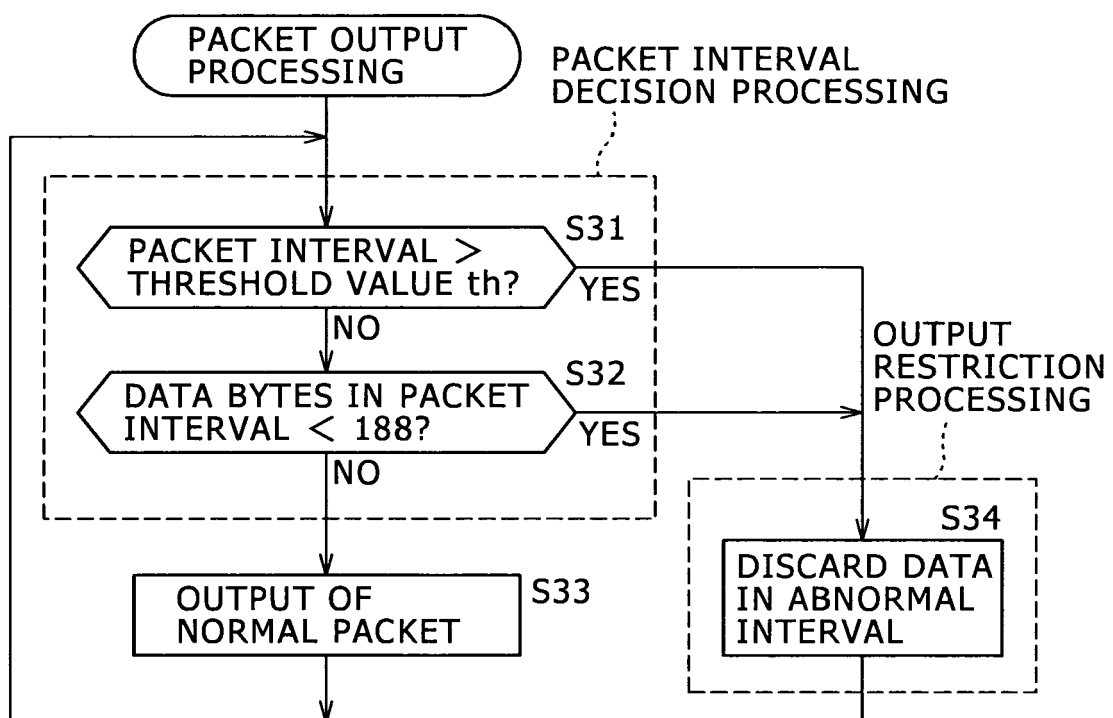 PACKET OUTPUT
PROCESSING
PACKET INTERVAL
DECISION PROCESSING
S31
PACKET INTERVAL >
THRESHOLD VALUE th?
YES
NO
S32
DATA BYTES IN PACKET
INTERVAL < 188?
YES
NO
OUTPUT
RESTRICTION
PROCESSING
S33
OUTPUT OF
NORMAL PACKET
S34
DISCARD DATA
IN ABNORMAL
INTERVAL